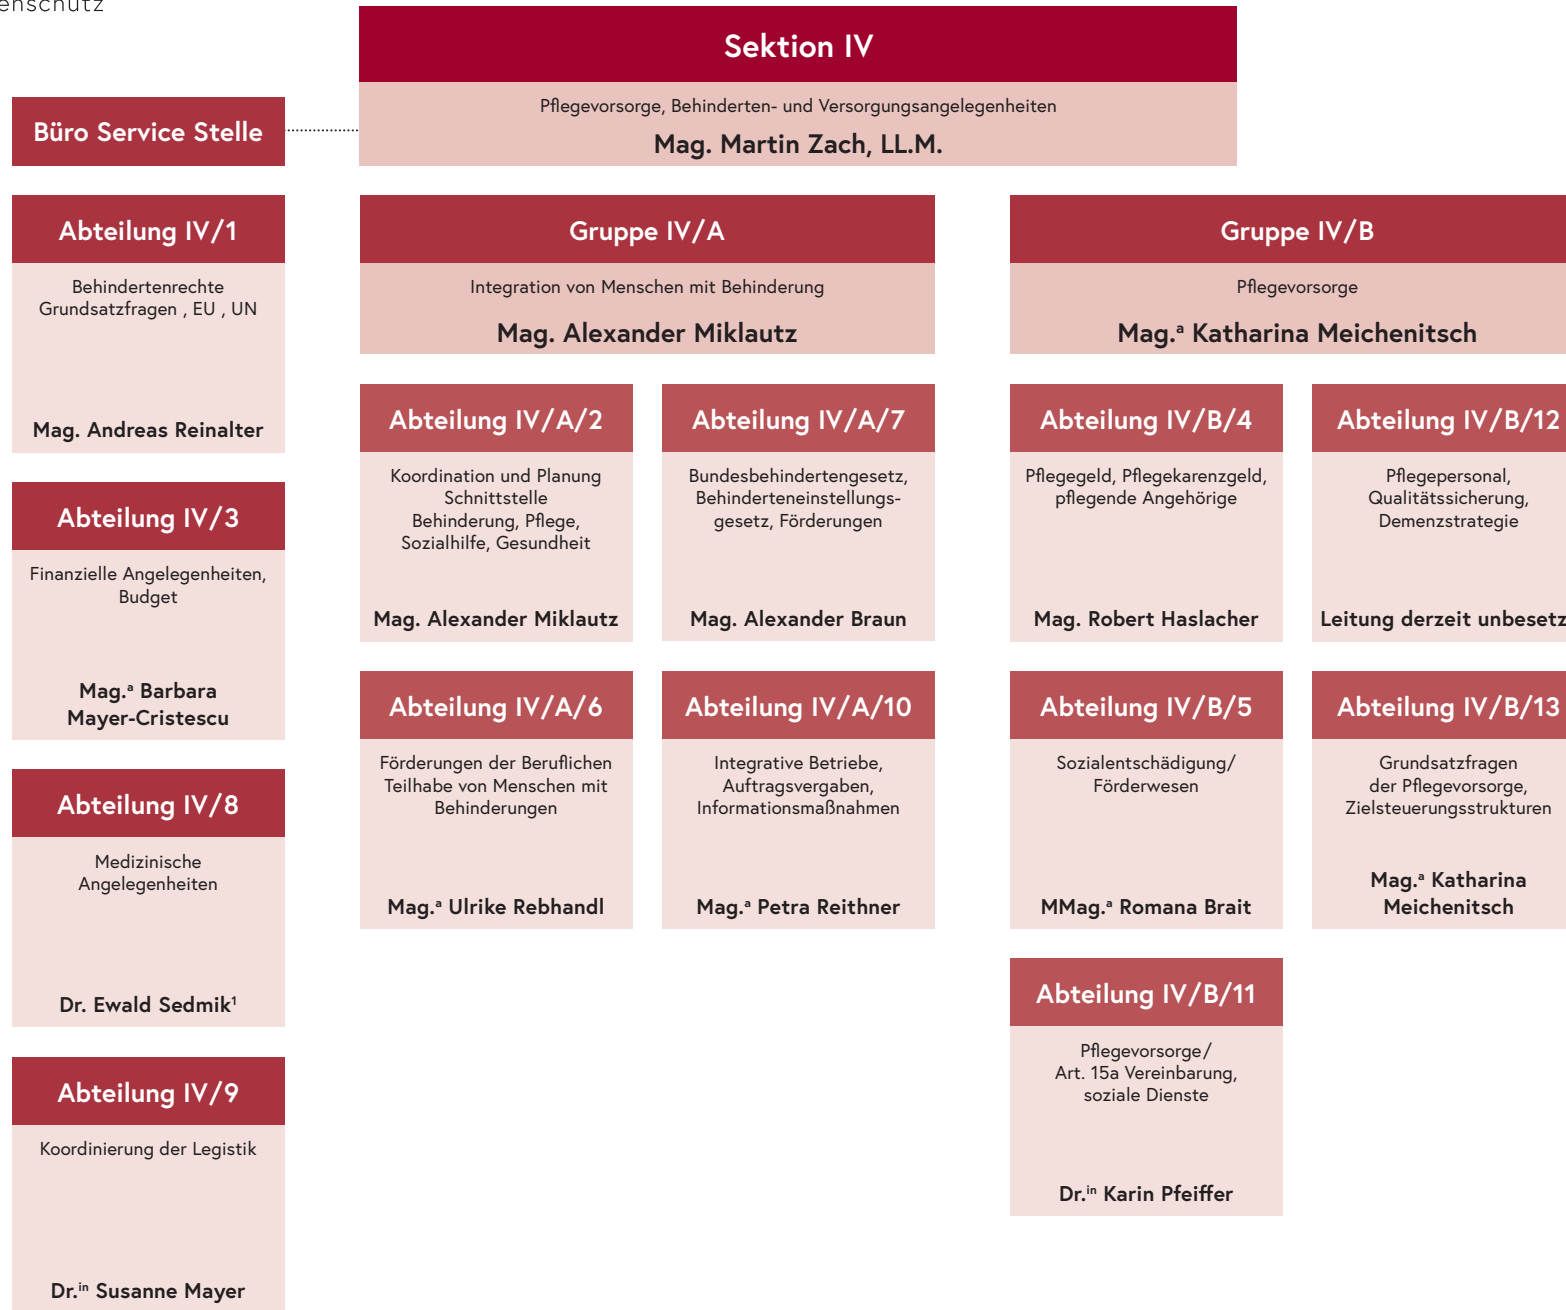 Sektion IV
Pflegevorsorge, Behinderten- und Versorgungsangelegenheiten
Mag. Martin Zach, LL.M.
Büro Service Stelle
Abteilung IV/1
Behindertenrechte
Grundsatzfragen , EU , UN
Mag. Andreas Reinalter
Abteilung IV/3
Finanzielle Angelegenheiten,
Budget
Mag.ª Barbara
Mayer-Cristescu
Abteilung IV/8
Medizinische
Angelegenheiten
Dr. Ewald Sedmik¹
Abteilung IV/9
Koordinierung der Legistik
Dr.ⁱⁿ Susanne Mayer
Gruppe IV/A
Integration von Menschen mit Behinderung
Mag. Alexander Miklautz
Abteilung IV/A/2
Koordination und Planung
Schnittstelle
Behinderung, Pflege,
Sozialhilfe, Gesundheit
Mag. Alexander Miklautz
Abteilung IV/A/7
Bundesbehindertengesetz,
Behinderteneinstellungs-
gesetz, Förderungen
Mag. Alexander Braun
Abteilung IV/A/6
Förderungen der Beruflichen
Teilhabe von Menschen mit
Behinderungen
Mag.ª Ulrike Rebhandl
Abteilung IV/A/10
Integrative Betriebe,
Auftragsvergaben,
Informationsmaßnahmen
Mag.ª Petra Reithner
Gruppe IV/B
Pflegevorsorge
Mag.ª Katharina Meichenitsch
Abteilung IV/B/4
Pflegegeld, Pflegekarenzgeld,
pflegende Angehörige
Mag. Robert Haslacher
Abteilung IV/B/12
Pflegepersonal,
Qualitätssicherung,
Demenzstrategie
Leitung derzeit unbesetz
Abteilung IV/B/5
Sozialentschädigung/
Förderwesen
MMag.ª Romana Brait
Abteilung IV/B/13
Grundsatzfragen
der Pflegevorsorge,
Zielsteuerungsstrukturen
Mag.ª Katharina
Meichenitsch
Abteilung IV/B/11
Pflegevorsorge/
Art. 15a Vereinbarung,
soziale Dienste
Dr.ⁱⁿ Karin Pfeiffer